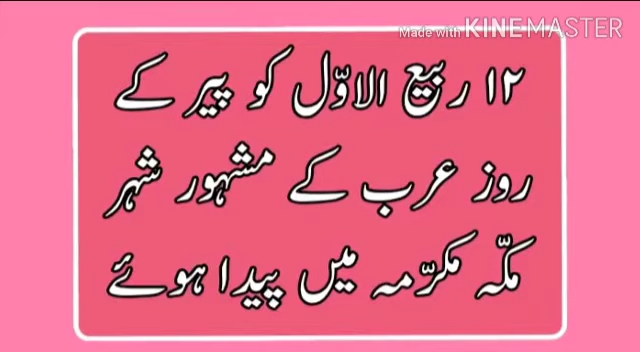 Made with KINEMASTER
۱۲ ربیع الاوّل کو پیر کے
روز عرب کے مشہور شہر
مکّہ مکرّمہ میں پیدا ہوئے